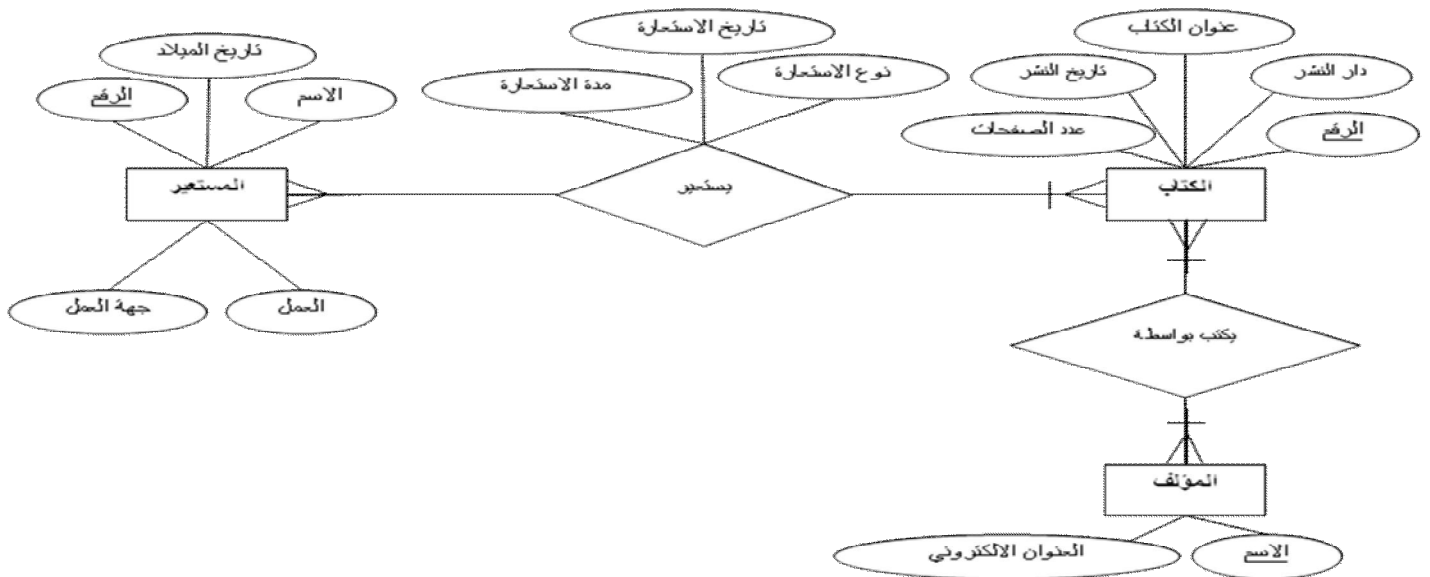 عنوان الكتاب
تاريخ الاستعارة
تاريخ الميلاد
دار النشر
تاريخ النشر
نوع الاستعارة
مدة الاستعارة
الاسم
الرقم
الرقم
عدد الصفحات
الكتاب
يستعير
المستعير
العمل
جهة العمل
يكتب بواسطة
المؤلف
الاسم
العنوان الالكتروني